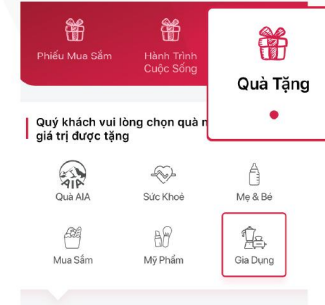 Phiếu Mua Sắm
Hành Trình
Cuộc Sống
Quà Tặng
Quý khách vui lòng chọn quà n
giá trị được tặng
AIA
Quà AIA
Sức Khoẻ
Mẹ & Bé
Mua Sắm
Mỹ Phẩm
Gia Dụng